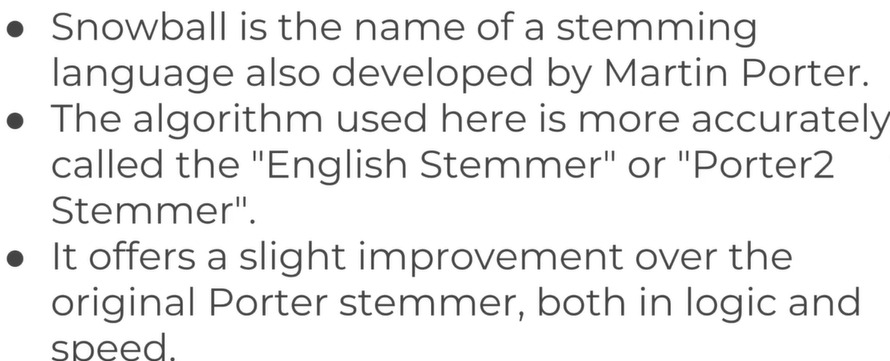 ● Snowball is the name of a stemming
language also developed by Martin Porter.
● The algorithm used here is more accurately
called the "English Stemmer" or "Porter2
Stemmer".
● It offers a slight improvement over the
original Porter stemmer, both in logic and
speed.